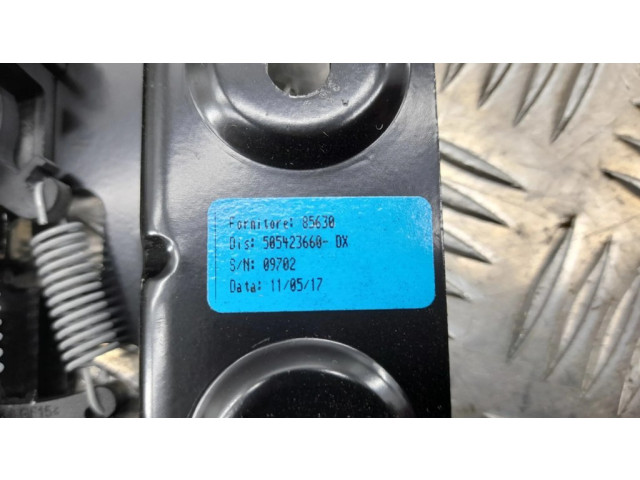 Fornitore: 85630
Dis: 505423660- DX
S/N: 09702
Data: 11/05/17